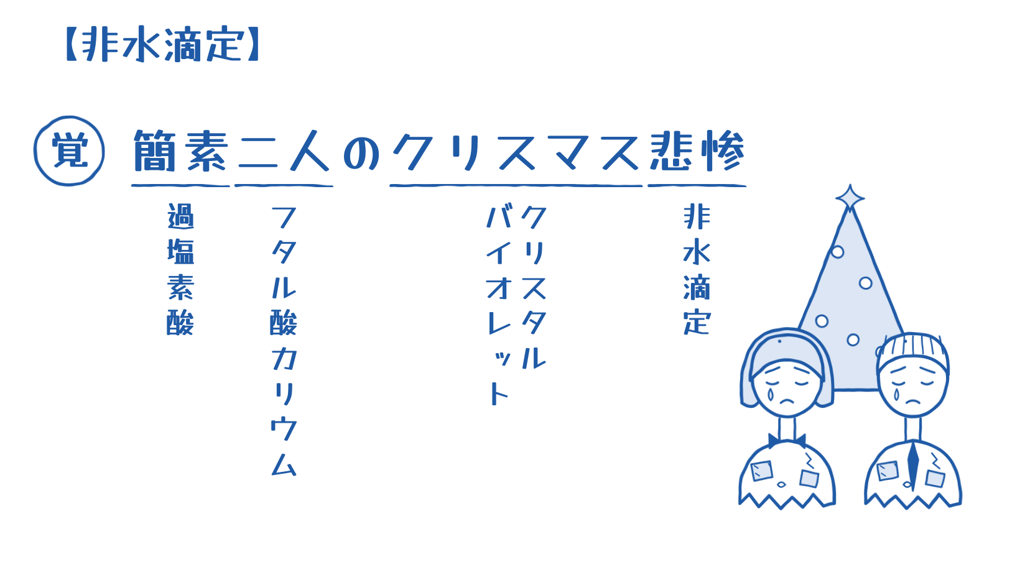 【非水滴定】
覚 簡素二人のクリスマス悲惨
過塩素酸
フタル酸カリウム
クリスタル
バイオレット
非水滴定